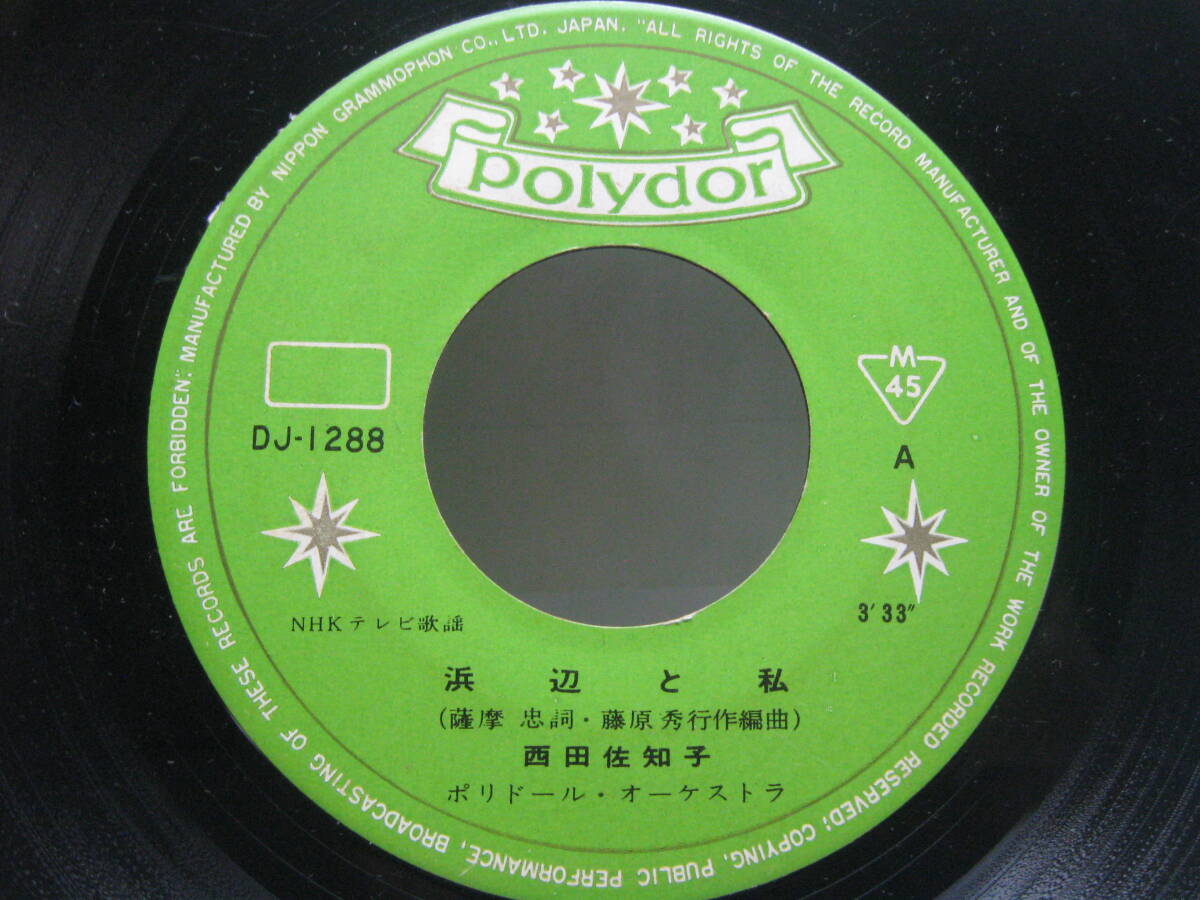 polydor
DJ-1288
M
45
A
3′33″
NHKテレビ歌謡
浜辺と私
(薩摩 忠詞・藤原秀行作編曲)
西田佐知子
ポリドール・オーケストラ
MANUFACTURED BY NIPPON GRAMMOPHON CO., LTD. JAPAN. "ALL RIGHTS OF THE RECORD MANUFACTURER AND OF THE OWNER OF THE WORK RECORDED RESERVED; COPYING, PUBLIC PERFORMANCE, BROADCASTING OF THESE RECORDS ARE FORBIDDEN;"